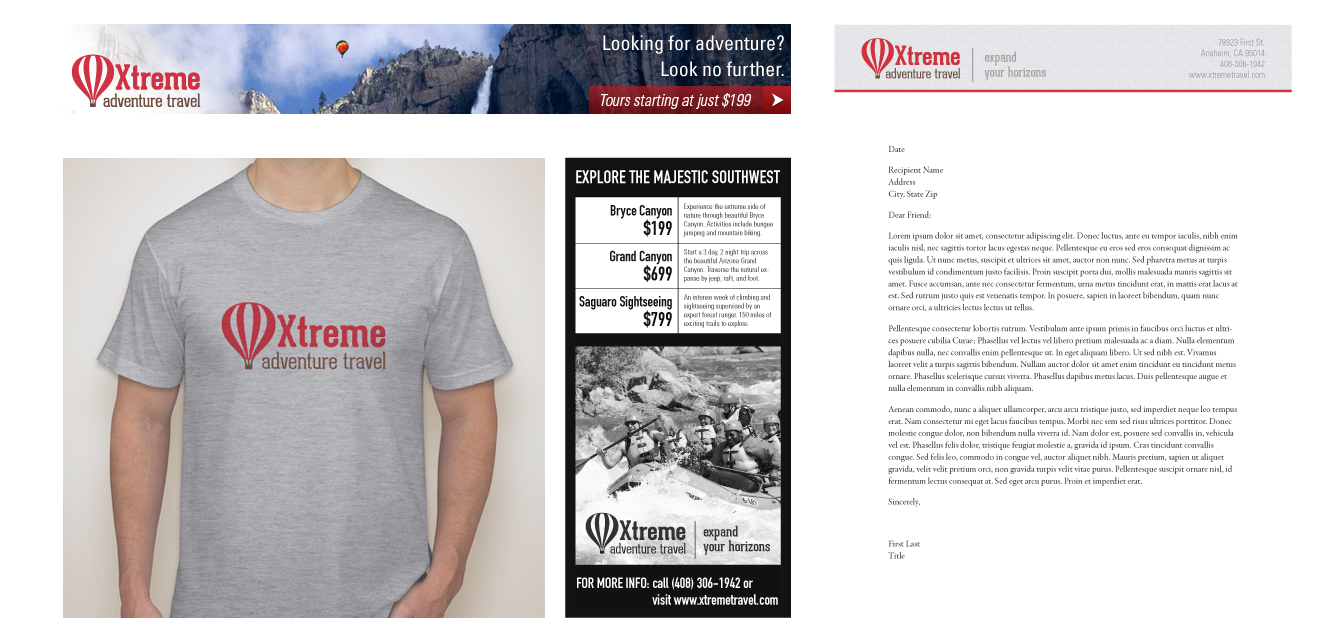 Xtreme
adventure travel
Looking for adventure?
Look no further.
Tours starting at just $199
Xtreme
adventure travel
EXPLORE THE MAJESTIC SOUTHWEST
Bryce Canyon
$199
Experience the extreme side of
nature through beautiful Bryce
Canyon. Activities include bungee
jumping and mountain biking.
Grand Canyon
$699
Start a 3 day, 2 night trip across
the beautiful Arizona Grand
Canyon. Traverse the natural ex-
panse by jeep, raft, and foot.
Saguaro Sightseeing
$799
An intense week of climbing and
sightseeing supervised by an
expert forest ranger. 150 miles of
exciting trails to explore.
Xtreme
adventure travel
expand
your horizons
FOR MORE INFO: call (408) 306-1942 or
visit www.xtremetravel.com
Xtreme
adventure travel
expand
your horizons
78923 First St.
Anaheim, CA 95014
408-306-1942
www.xtremetravel.com
Date
Recipient Name
Address
City, State Zip
Dear Friend:
Lorem ipsum dolor sit amet, consectetur adipiscing elit. Donec luctus, ante eu tempor iaculis, nibh enim
iaculis nisl, nec sagittis tortor lacus egestas neque. Pellentesque eu eros sed eros consequat dignissim ac
quis ligula. Ut nunc metus, suscipit et ultrices sit amet, auctor non nunc. Sed pharetra metus at turpis
vestibulum id condimentum justo facilisis. Proin suscipit porta dui, mollis malesuada mauris sagittis sit
amet. Fusce accumsan, ante nec consectetur fermentum, urna metus tincidunt erat, in mattis erat lacus at
est. Sed rutrum justo quis est venenatis tempor. In posuere, sapien in laoreet bibendum, quam nunc
ornare orci, a ultricies lectus lectus ut tellus.
Pellentesque consectetur lobortis rutrum. Vestibulum ante ipsum primis in faucibus orci luctus et ultri-
ces posuere cubilia Curae; Phasellus vel lectus vel libero pretium malesuada ac a diam. Nulla elementum
dapibus nulla, nec convallis enim pellentesque ut. In eget aliquam libero. Ut sed nibh est. Vivamus
laoreet velit a turpis sagittis bibendum. Nullam auctor dolor sit amet enim tincidunt eu tincidunt metus
ornare. Phasellus scelerisque cursus viverra. Phasellus dapibus metus lacus. Duis pellentesque augue et
nulla elementum in convallis nibh aliquam.
Aenean commodo, nunc a aliquet ullamcorper, arcu arcu tristique justo, sed imperdiet neque leo tempus
erat. Nam consectetur mi eget lacus faucibus tempus. Morbi nec sem sed risus ultrices porttitor. Donec
molestie congue dolor, non bibendum nulla viverra id. Nam dolor est, posuere sed convallis in, vehicula
vel est. Phasellus felis dolor, tristique feugiat molestie a, gravida id ipsum. Cras tincidunt convallis
congue. Sed felis leo, commodo in congue vel, auctor aliquet nibh. Mauris pretium, sapien ut aliquet
gravida, velit velit pretium orci, non gravida turpis velit vitae purus. Pellentesque suscipit ornare nisl, id
fermentum lectus consequat at. Sed eget arcu purus. Proin et imperdiet erat.
Sincerely,
First Last
Title